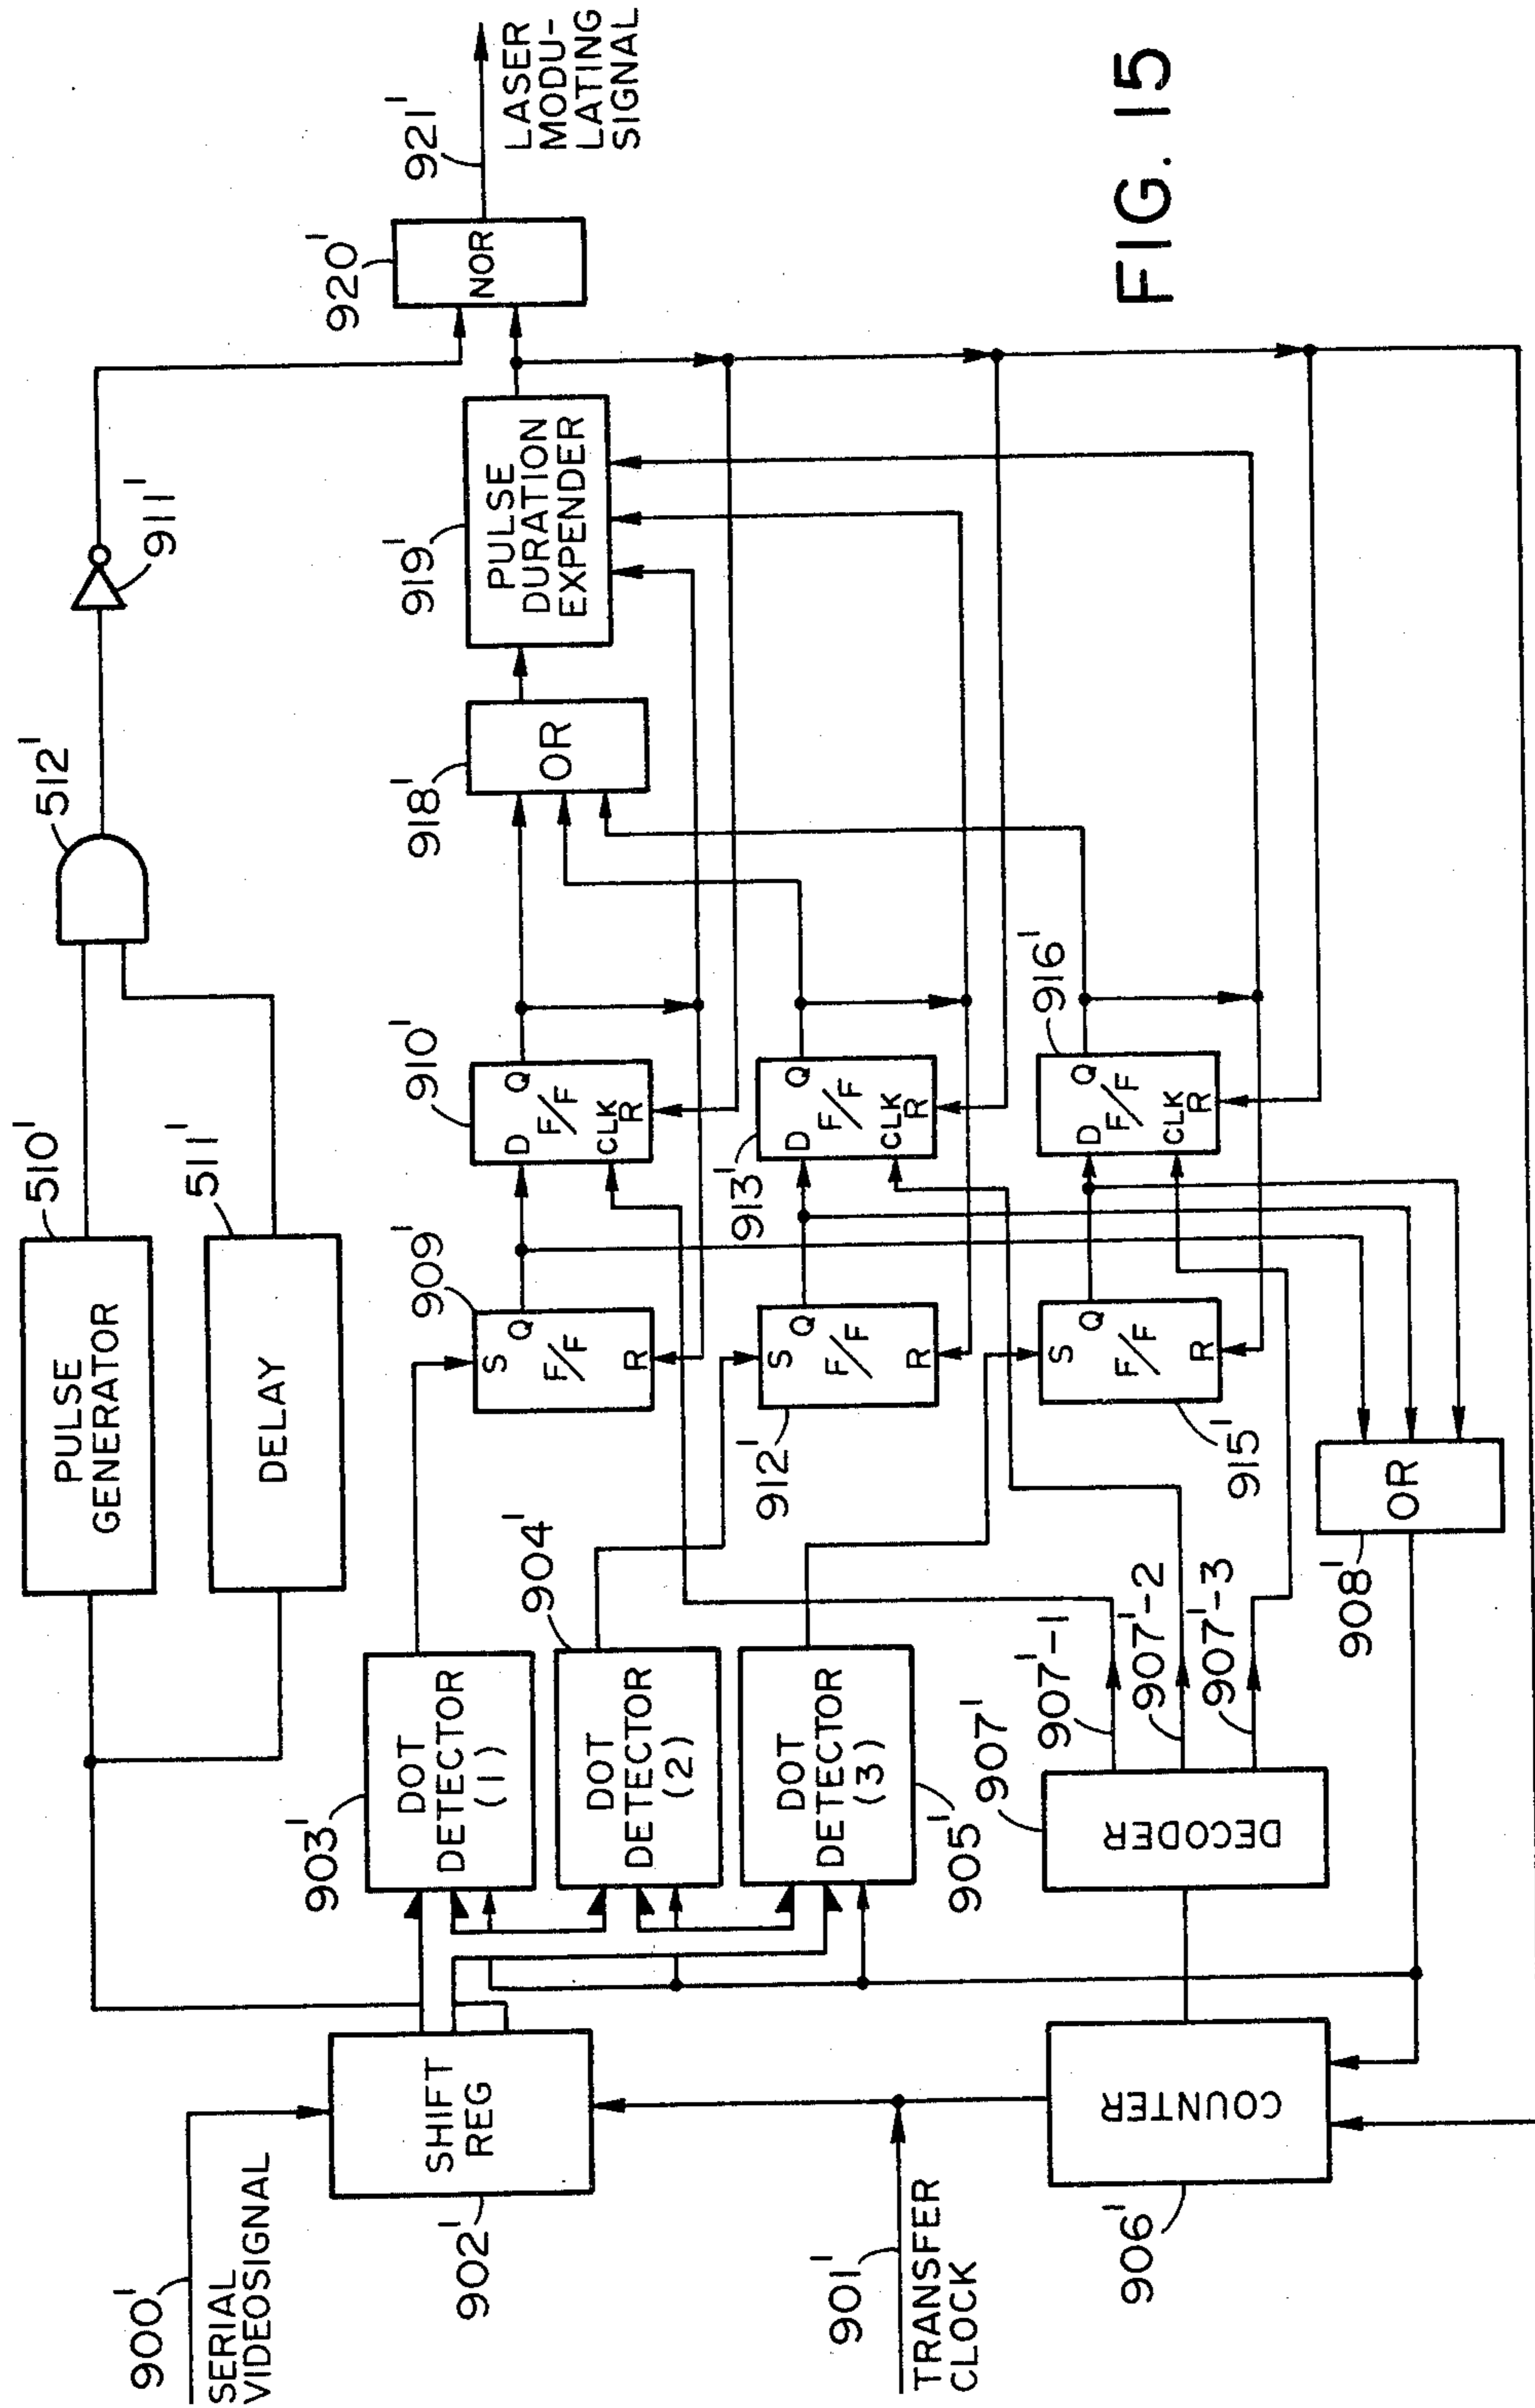 900'
SERIAL
VIDEOSIGNAL
902'
SHIFT
REG
901'
TRANSFER
CLOCK
906'
COUNTER
510'
PULSE
GENERATOR
511'
DELAY
512'
911'
903'
DOT
DETECTOR
(1)
904'
DOT
DETECTOR
(2)
DOT
DETECTOR
(3)
905'
907'
DECODER
907'-1
907'-2
907'-3
909'
S Q
F/F
R
912'
S Q
F/F
R
915'
S Q
F/F
R
908'
OR
910'
D Q
F/F
CLK
R
913'
D Q
F/F
CLK
R
916'
D Q
F/F
CLK
R
918'
OR
919'
PULSE
DURATION
EXPENDER
920'
NOR
921'
LASER
MODU-
LATING
SIGNAL
FIG. 15